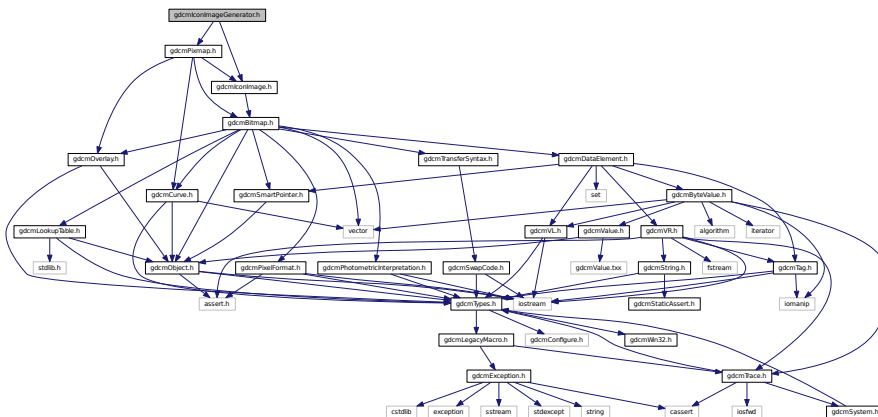 gdcmIconImageGenerator.h
gdcmPixmap.h
gdcmIconImage.h
gdcmBitmap.h
gdcmOverlay.h
gdcmTransferSyntax.h
gdcmDataElement.h
gdcmCurve.h
gdcmSmartPointer.h
set
gdcmByteValue.h
gdcmLookupTable.h
vector
gdcmVL.h
gdcmValue.h
gdcmVR.h
algorithm
iterator
stdlib.h
gdcmObject.h
gdcmPixelFormat.h
gdcmPhotometricInterpretation.h
gdcmSwapCode.h
gdcmValue.txx
gdcmString.h
fstream
gdcmTag.h
assert.h
gdcmTypes.h
iostream
gdcmStaticAssert.h
iomanip
gdcmLegacyMacro.h
gdcmConfigure.h
gdcmWin32.h
gdcmException.h
gdcmTrace.h
cstdlib
exception
sstream
stdexcept
string
cassert
iosfwd
gdcmSystem.h